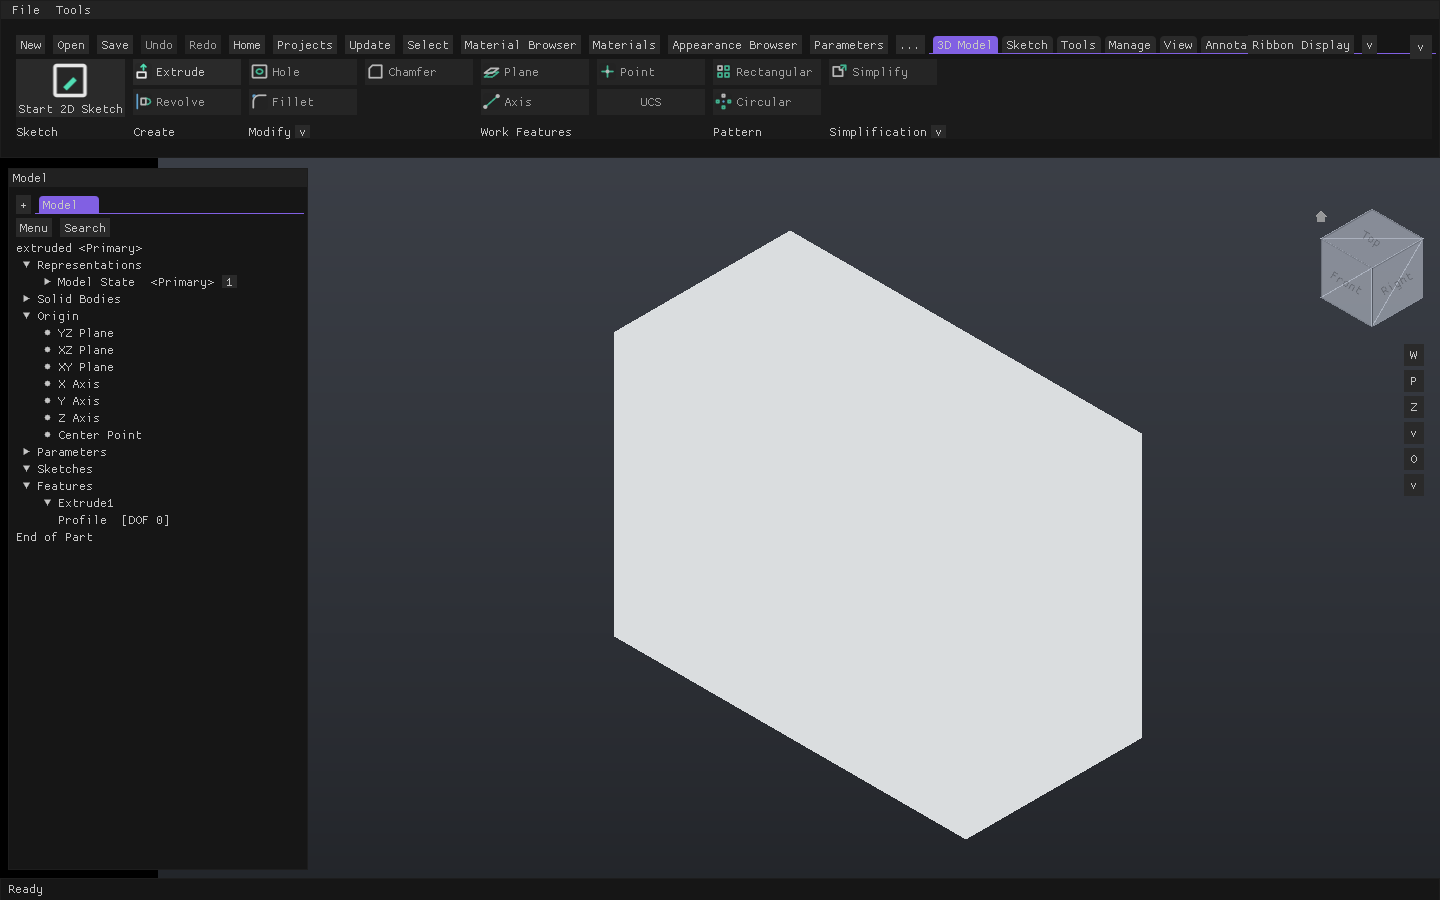 File Tools
New Open Save Undo Redo Home Projects Update Select Material Browser Materials Appearance Browser Parameters ... 3D Model Sketch Tools Manage View Annota Ribbon Display v v
Extrude Hole Chamfer Plane Point Rectangular Simplify
Start 2D Sketch Revolve Fillet Axis UCS Circular
Sketch Create Modify v Work Features Pattern Simplification v
Model
+ Model
Menu Search
extruded <Primary>
Representations
Model State <Primary> 1
Solid Bodies
Origin
YZ Plane
XZ Plane
XY Plane
X Axis
Y Axis
Z Axis
Center Point
Parameters
Sketches
Features
Extrude1
Profile [DOF 0]
End of Part
Top
Front Right
W
P
Z
v
O
v
Ready